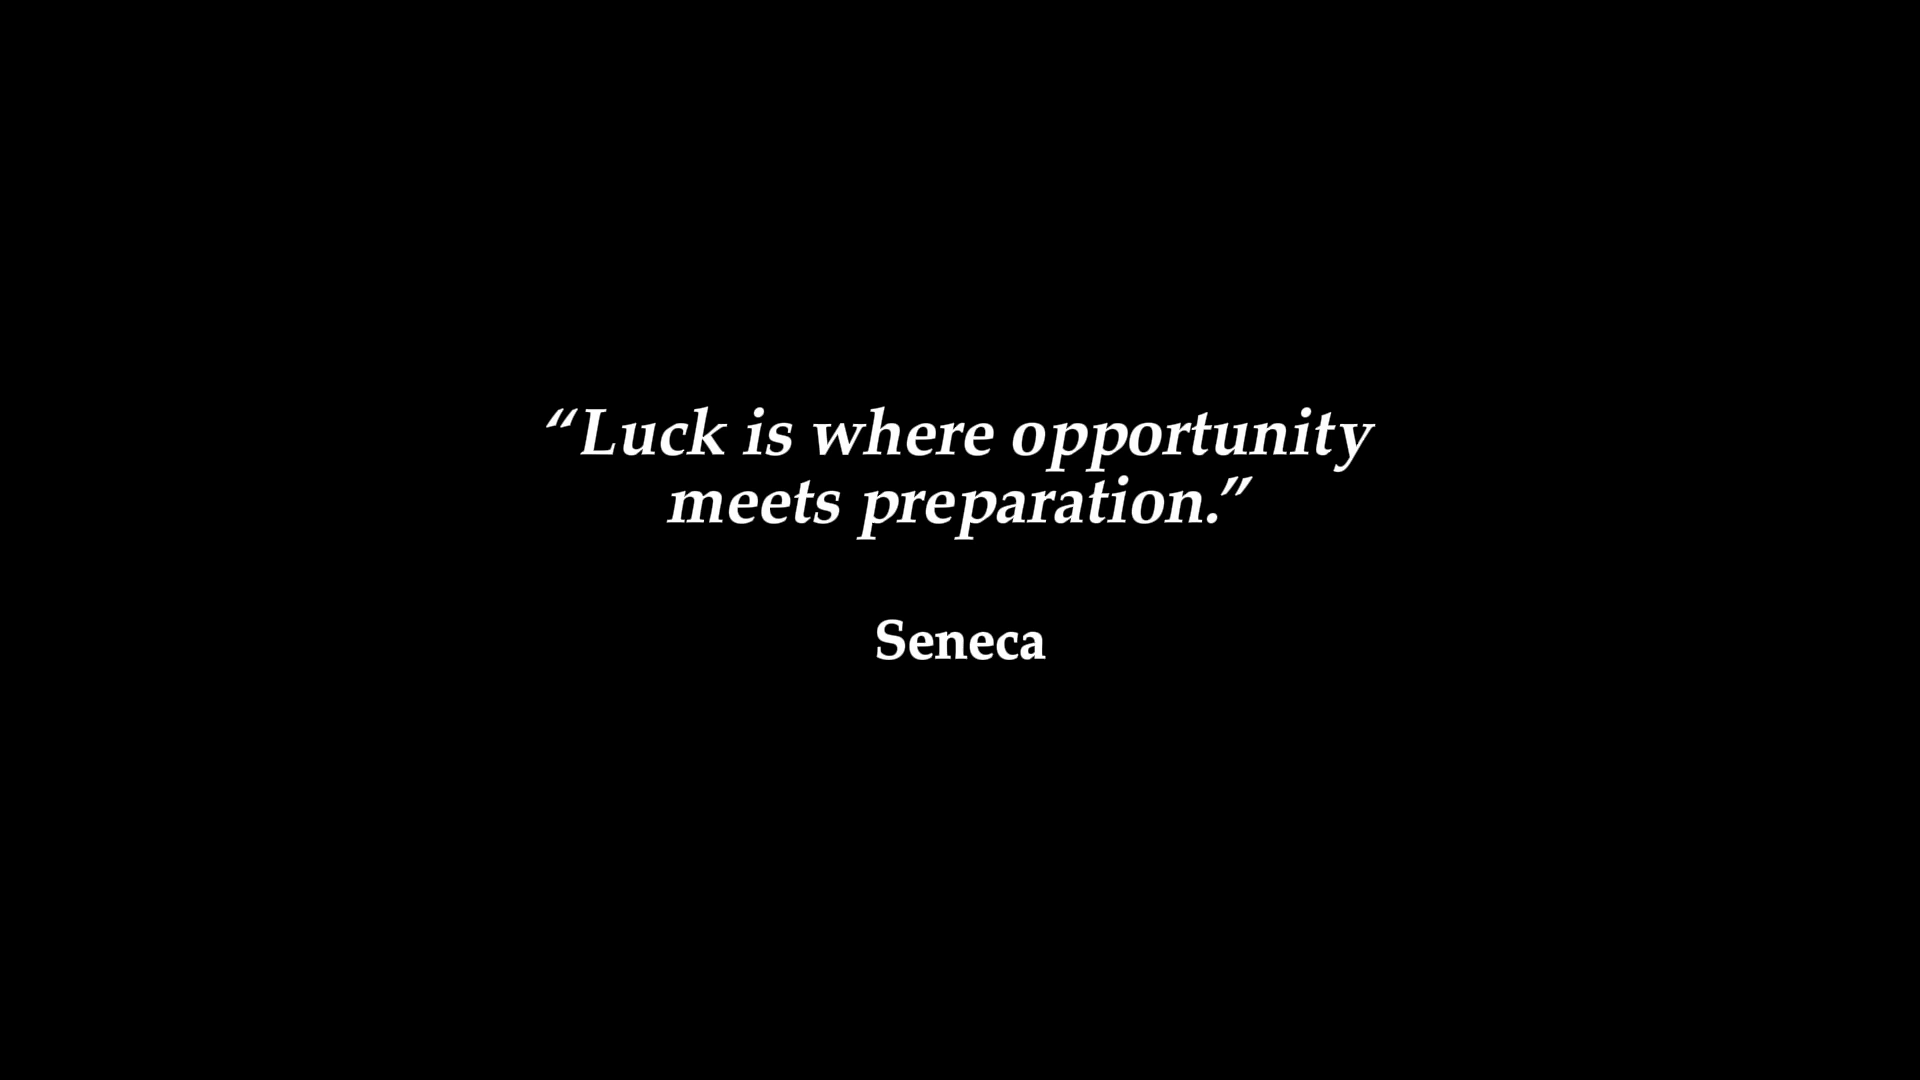 “Luck is where opportunity
meets preparation.”
Seneca